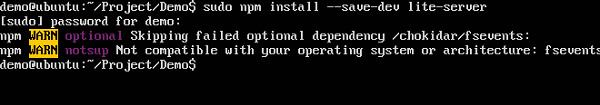 demo@ubuntu:~/Project/Demo$ sudo npm install --save-dev lite-server
[sudo] password for demo:
npm WARN optional Skipping failed optional dependency /chokidar/fsevents:
npm WARN notsup Not compatible with your operating system or architecture: fsevents
demo@ubuntu:~/Project/Demo$